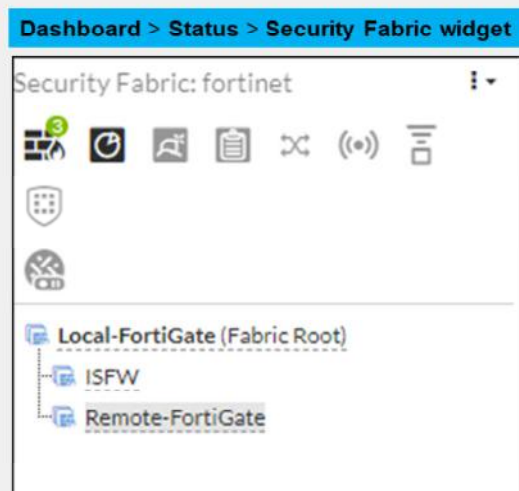 Dashboard > Status > Security Fabric widget
Security Fabric: fortinet
3
Local-FortiGate (Fabric Root)
ISFW
Remote-FortiGate